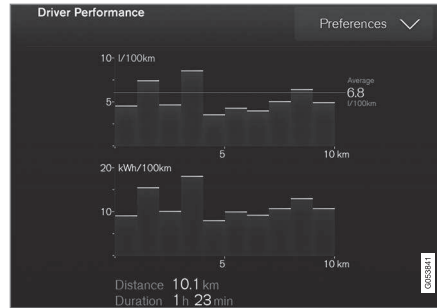 Driver Performance
Preferences
10- l/100km
Average
6.8
l/100km
5-
5
10 km
20- kWh/100km
10-
5
10 km
Distance 10.1 km
Duration 1 h 23 min
G053841